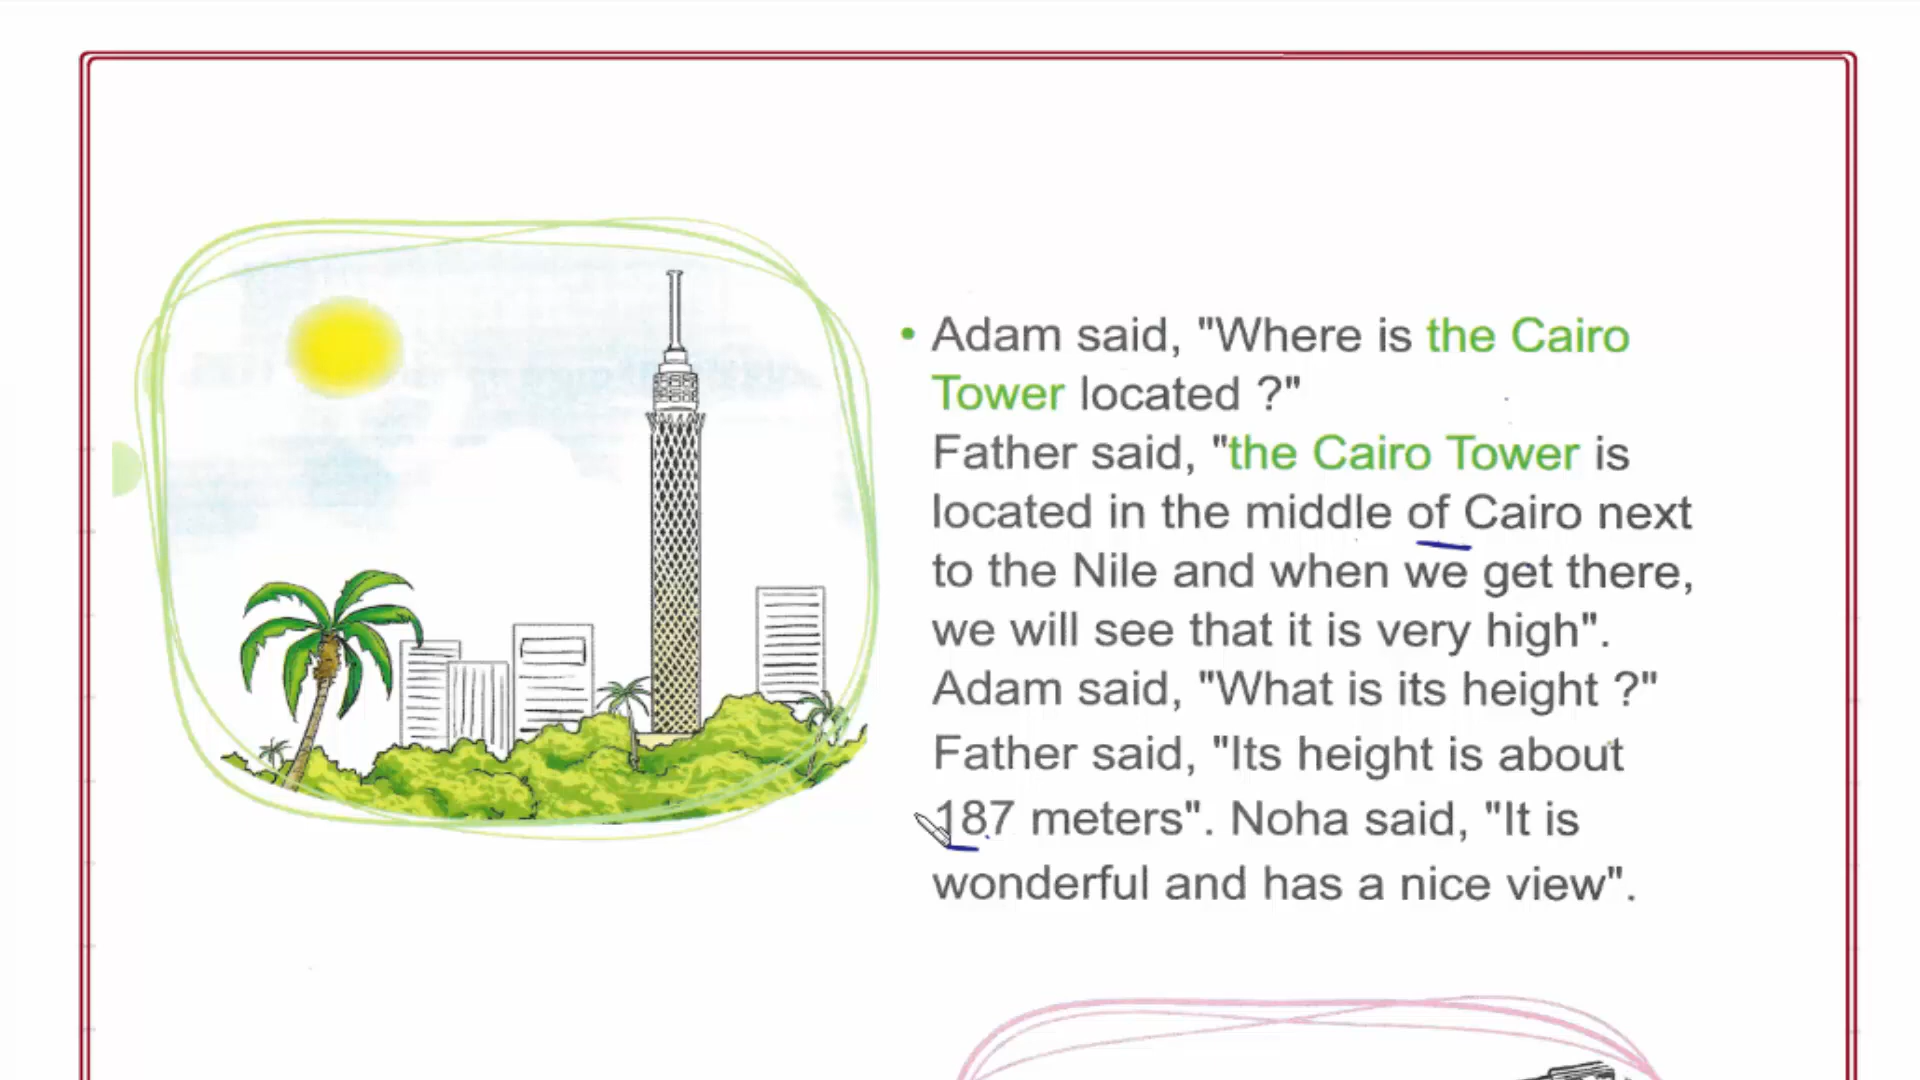 • Adam said, "Where is the Cairo
Tower located ?"
Father said, "the Cairo Tower is
located in the middle of Cairo next
to the Nile and when we get there,
we will see that it is very high".
Adam said, "What is its height ?"
Father said, "Its height is about
187 meters". Noha said, "It is
wonderful and has a nice view".